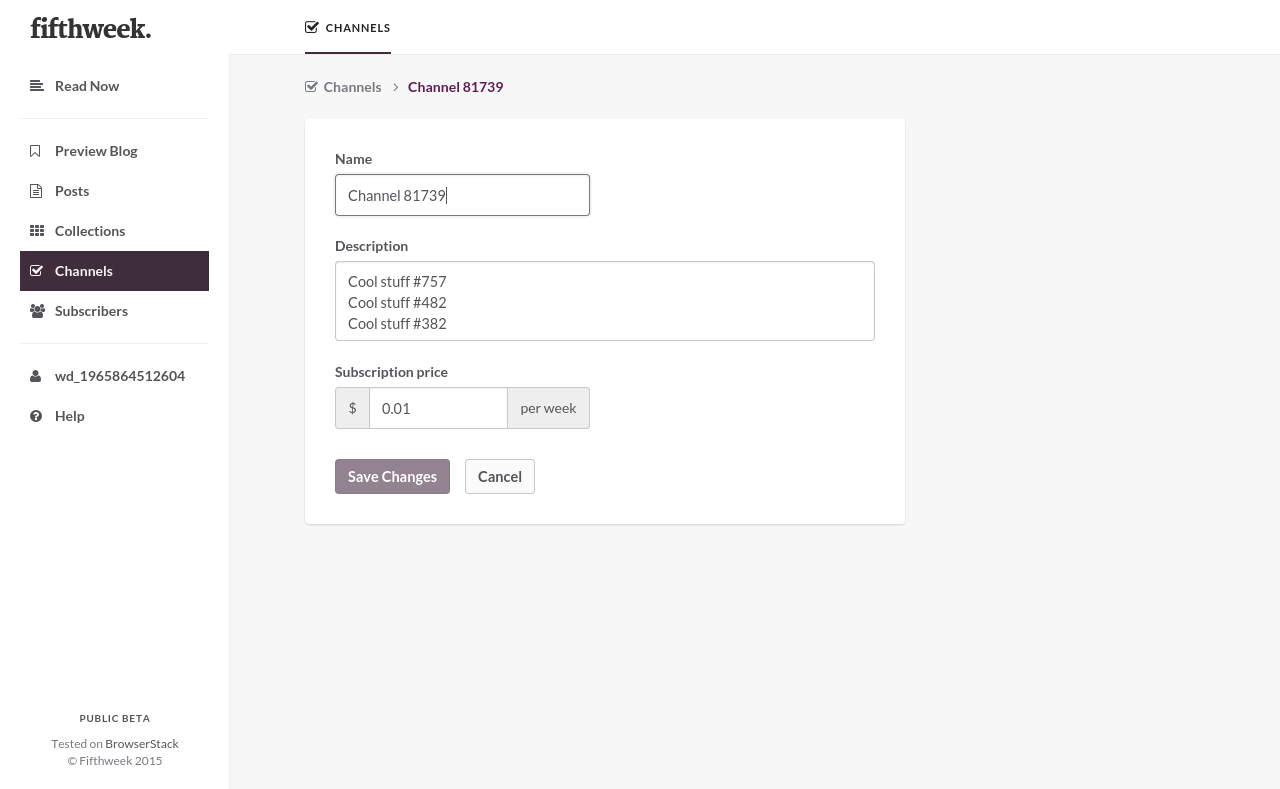 fifthweek.
CHANNELS
Read Now
Preview Blog
Posts
Collections
Channels
Subscribers
wd_1965864512604
Help
PUBLIC BETA
Tested on BrowserStack
© Fifthweek 2015
Channels > Channel 81739
Name
Channel 81739
Description
Cool stuff #757
Cool stuff #482
Cool stuff #382
Subscription price
$ 0.01 per week
Save Changes Cancel